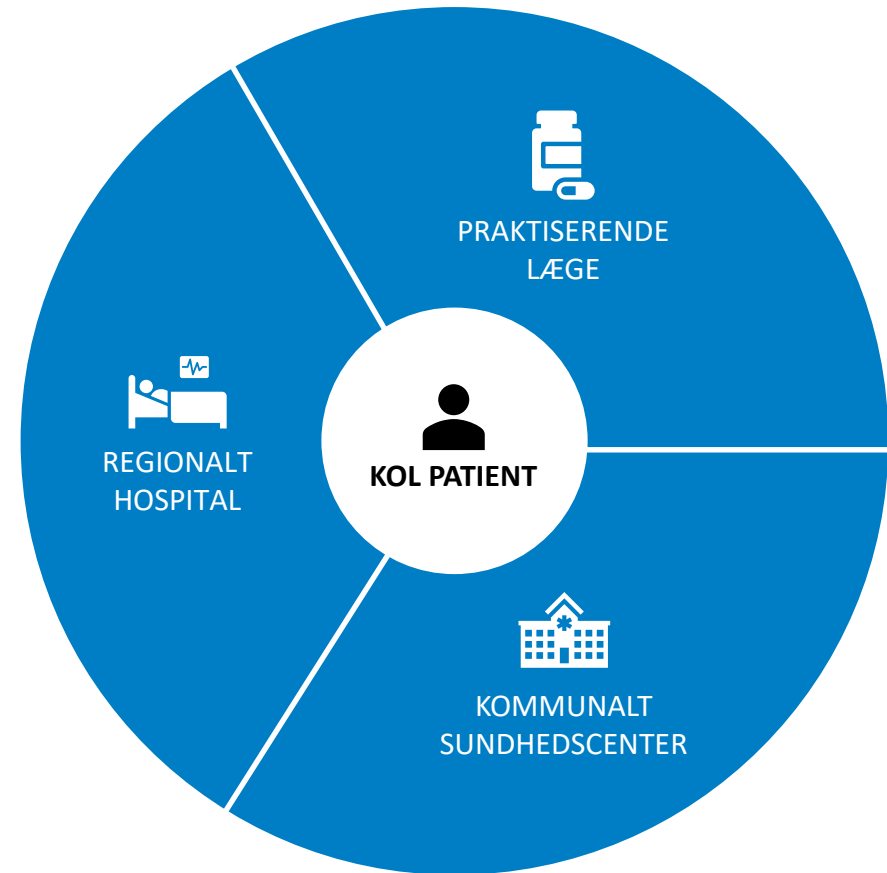 PRAKTISERENDE
LÆGE
REGIONALT
HOSPITAL
KOL PATIENT
KOMMUNALT
SUNDHEDSCENTER